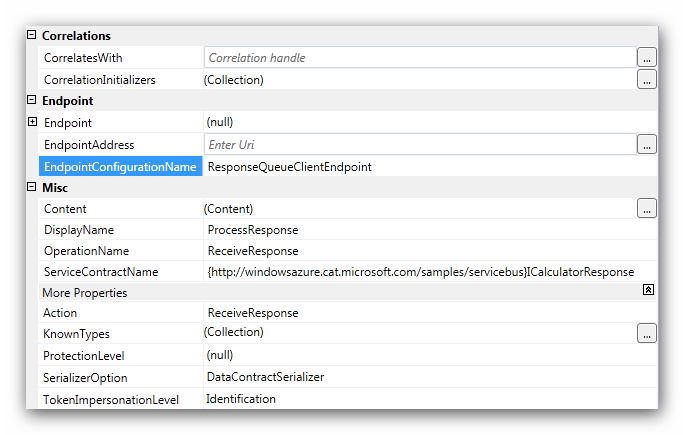 Correlations
CorrelatesWith Correlation handle ...
CorrelationInitializers (Collection) ...
Endpoint
Endpoint (null)
EndpointAddress Enter Uri ...
EndpointConfigurationName ResponseQueueClientEndpoint
Misc
Content (Content) ...
DisplayName ProcessResponse
OperationName ReceiveResponse
ServiceContractName {http://windowsazure.cat.microsoft.com/samples/servicebus}ICalculatorResponse
More Properties
Action ReceiveResponse
KnownTypes (Collection) ...
ProtectionLevel (null)
SerializerOption DataContractSerializer
TokenImpersonationLevel Identification